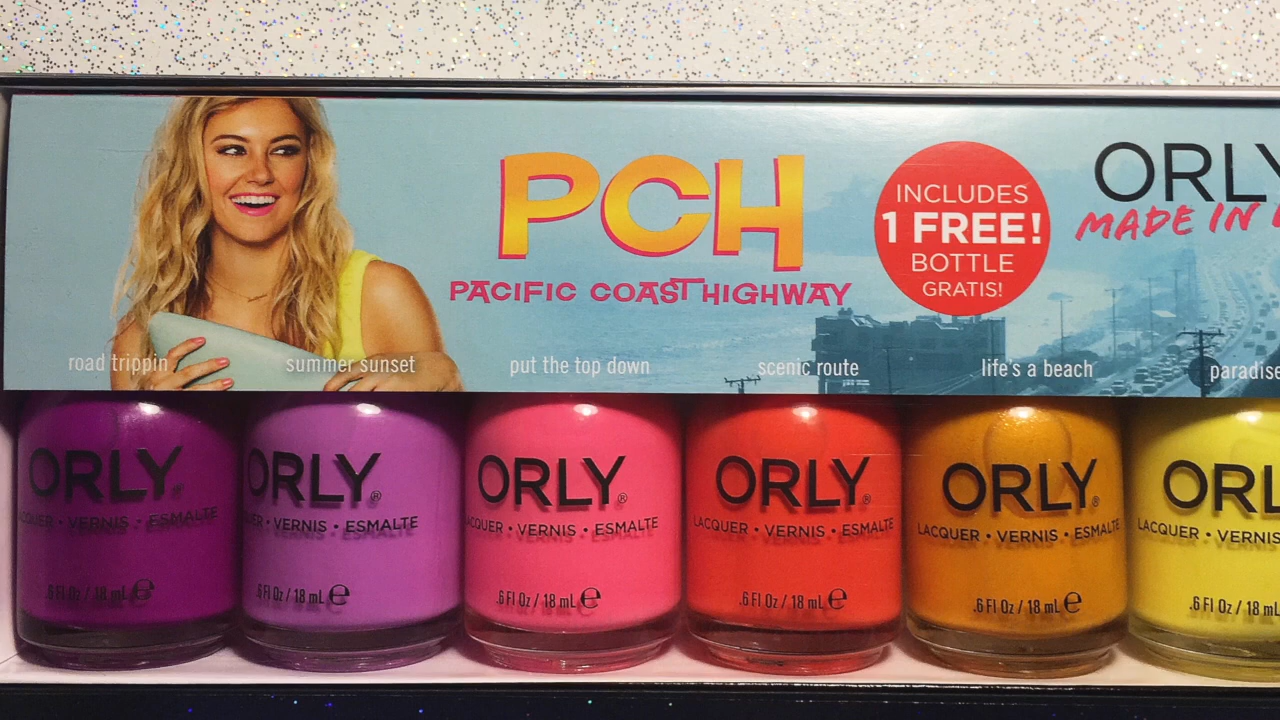 PCH
PACIFIC COAST HIGHWAY
INCLUDES
1 FREE!
BOTTLE
GRATIS!
ORLY
MADE IN
road trippin
summer sunset
put the top down
scenic route
life's a beach
paradise
ORLY.
LACQUER • VERNIS • ESMALTE
.6 Fl Oz / 18 mL e
ORLY®
LACQUER • VERNIS • ESMALTE
.6 Fl Oz / 18 mL e
ORLY®
LACQUER • VERNIS • ESMALTE
.6 Fl Oz / 18 mL e
ORLY®
LACQUER • VERNIS • ESMALTE
.6 Fl Oz / 18 mL e
ORLY®
LACQUER • VERNIS • ESMALTE
.6 Fl Oz / 18 mL e
ORL
LACQUER • VERNIS
.6 Fl Oz / 18 mL